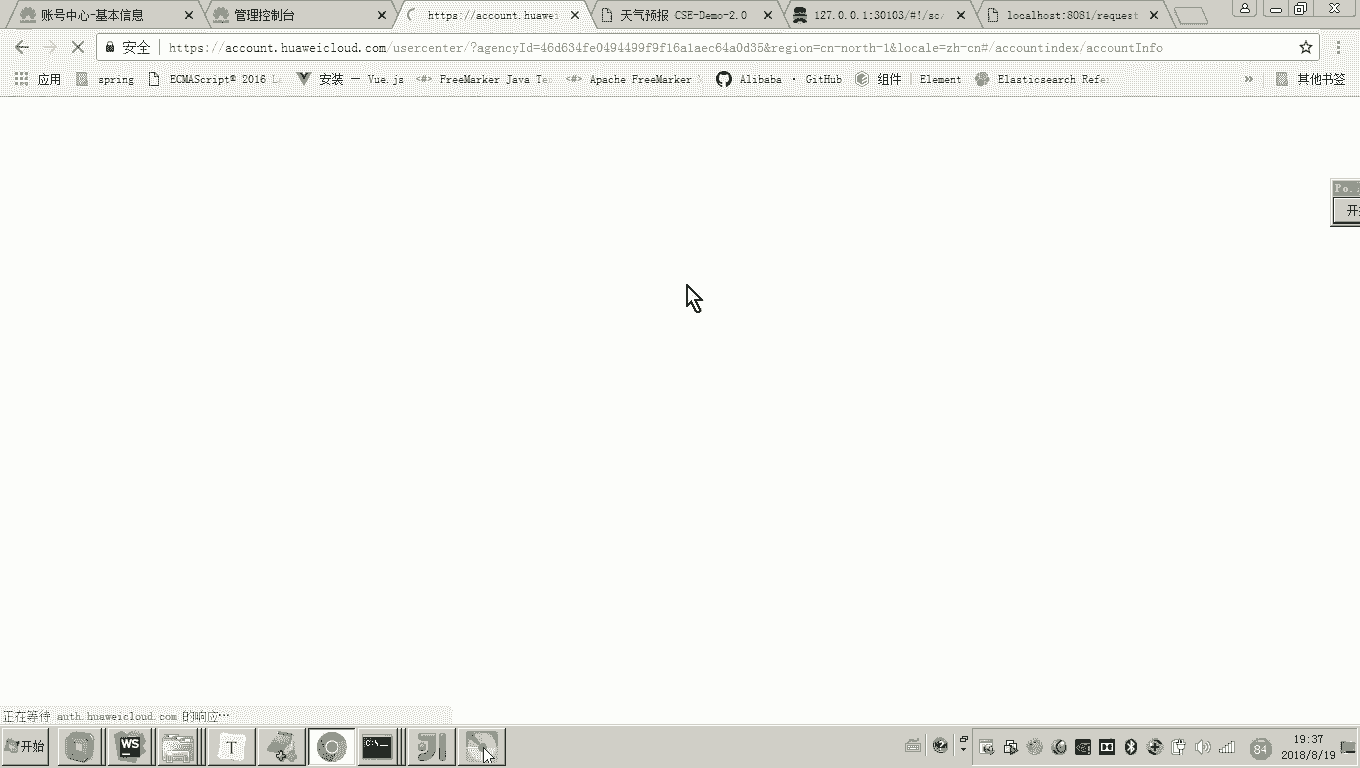 账号中心-基本信息
管理控制台
https://account.huawei
天气预报 CSE-Demo-2.0
127.0.0.1:30103/#!/sc/
localhost:8081/request
安全
https://account.huaweicloud.com/usercenter/?agencyId=46d634fe0494499f9f16a1aec64a0d35&region=cn-north-1&locale=zh-cn#/accountindex/accountInfo
应用
spring
ECMAScript® 2016 L
安装 — Vue.js
FreeMarker Java Te
Apache FreeMarker
Alibaba · GitHub
组件 | Element
Elasticsearch Refe
»
其他书签
Po..
开
正在等待 auth.huaweicloud.com 的响应…
开始
WS
T
C:\
84
19:37
2018/8/19